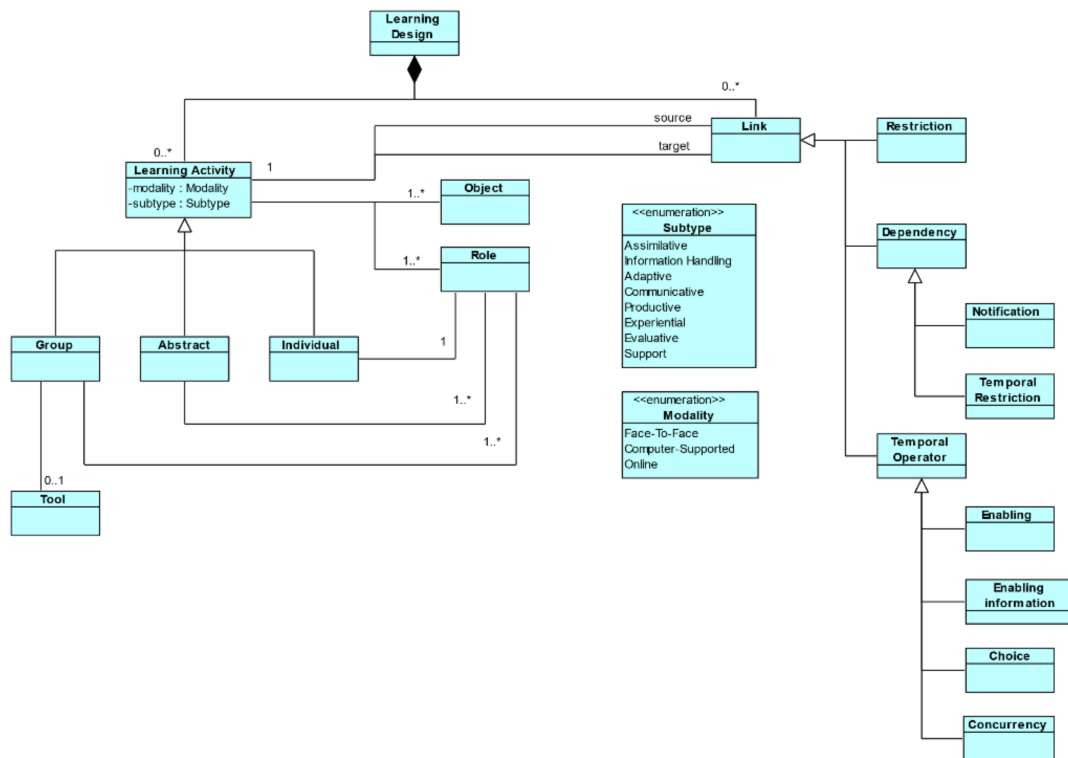 Learning
Design
0..*
source
Link
Restriction
target
0..*
1
Learning Activity
-modality : Modality
-subtype : Subtype
1..*
Object
1..*
Role
<<enumeration>>
Subtype
Assimilative
Information Handling
Adaptive
Communicative
Productive
Experiential
Evaluative
Support
Dependency
Notification
Temporal
Restriction
Group
Abstract
Individual
1
1..*
1..*
<<enumeration>>
Modality
Face-To-Face
Computer-Supported
Online
Temporal
Operator
0..1
Tool
Enabling
Enabling
information
Choice
Concurrency